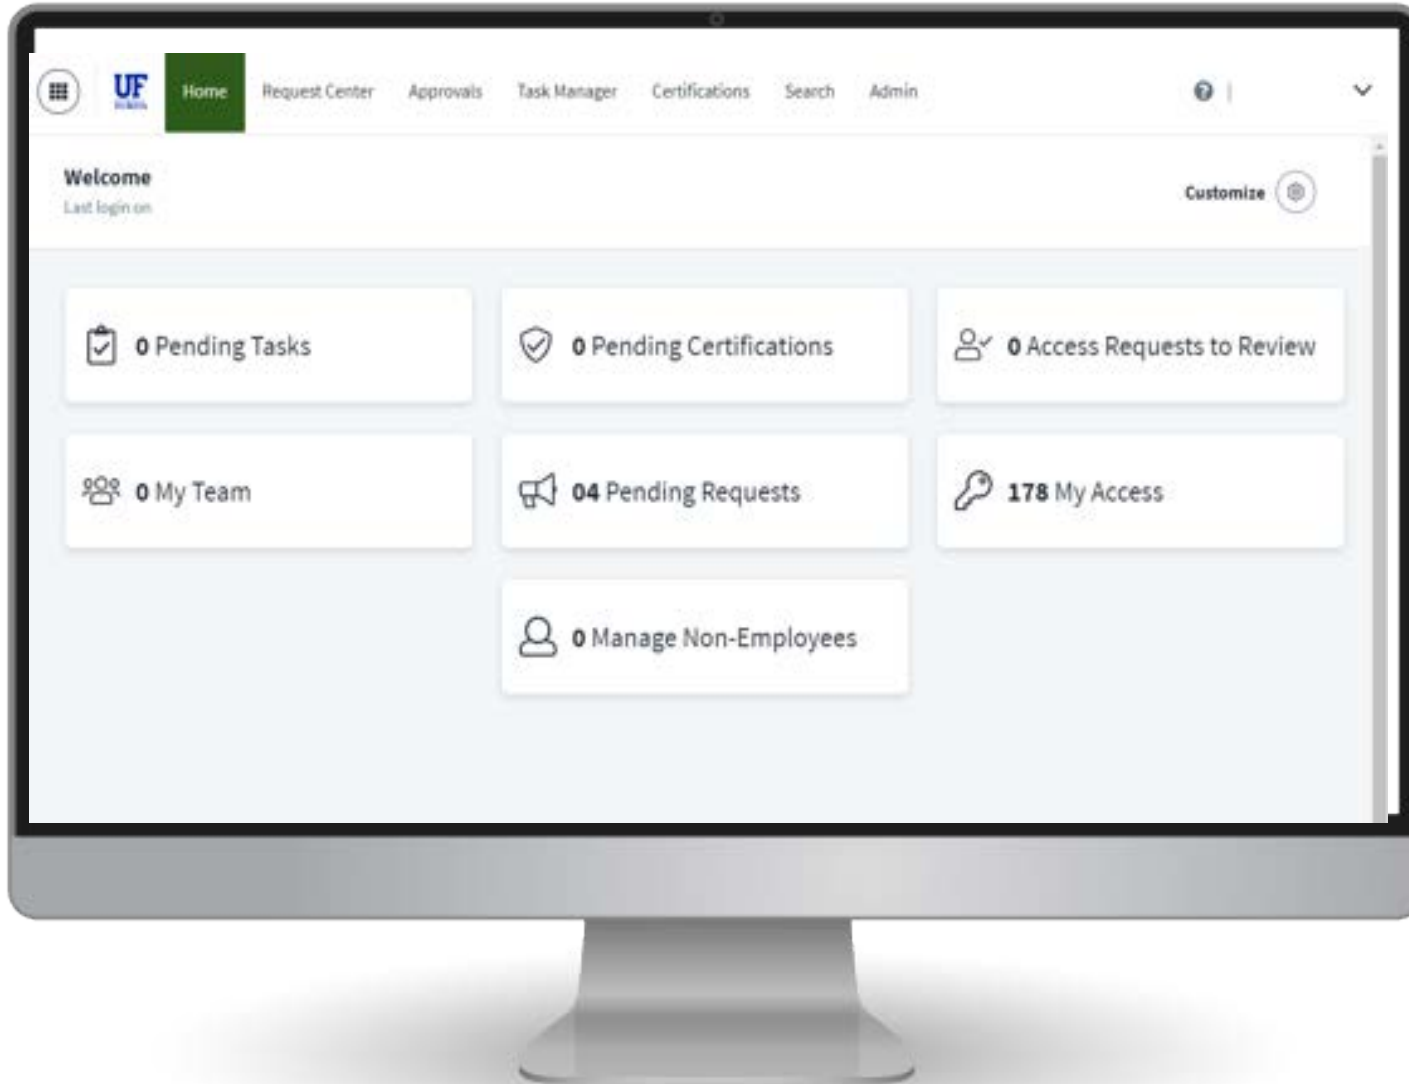 UF
Home
Request Center
Approvals
Task Manager
Certifications
Search
Admin
Welcome
Last login on
Customize
0 Pending Tasks
0 Pending Certifications
0 Access Requests to Review
0 My Team
04 Pending Requests
178 My Access
0 Manage Non-Employees